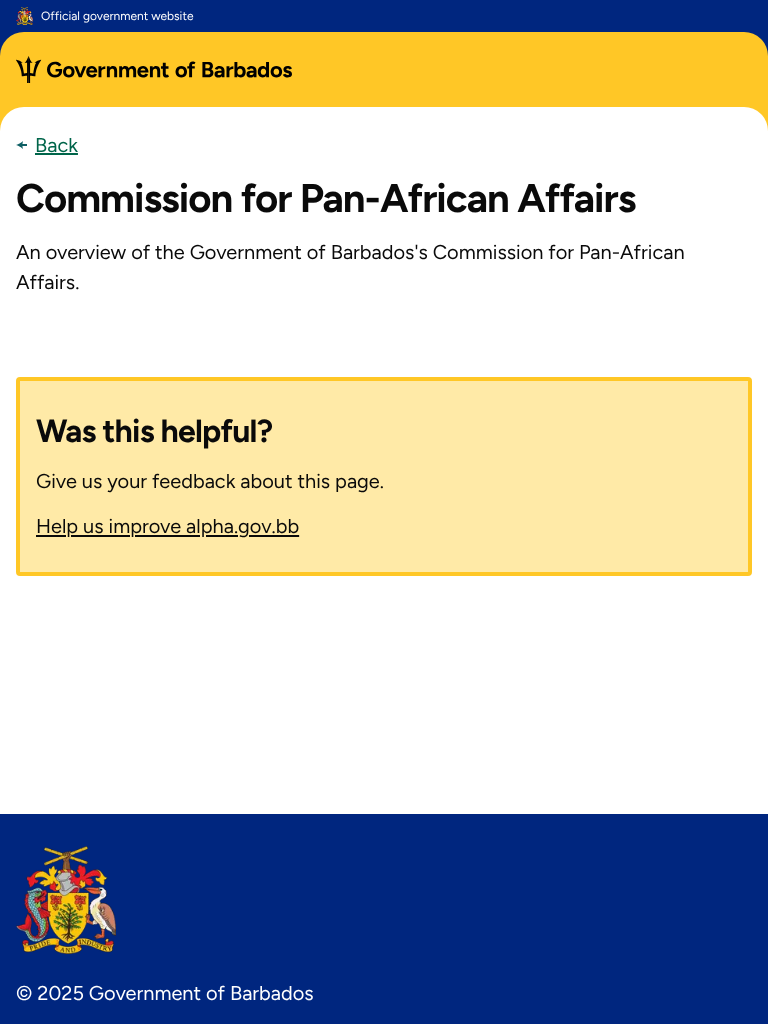 Official government website
Government of Barbados
Back
Commission for Pan-African Affairs
An overview of the Government of Barbados's Commission for Pan-African
Affairs.
Was this helpful?
Give us your feedback about this page.
Help us improve alpha.gov.bb
PRIDE AND INDUSTRY
© 2025 Government of Barbados